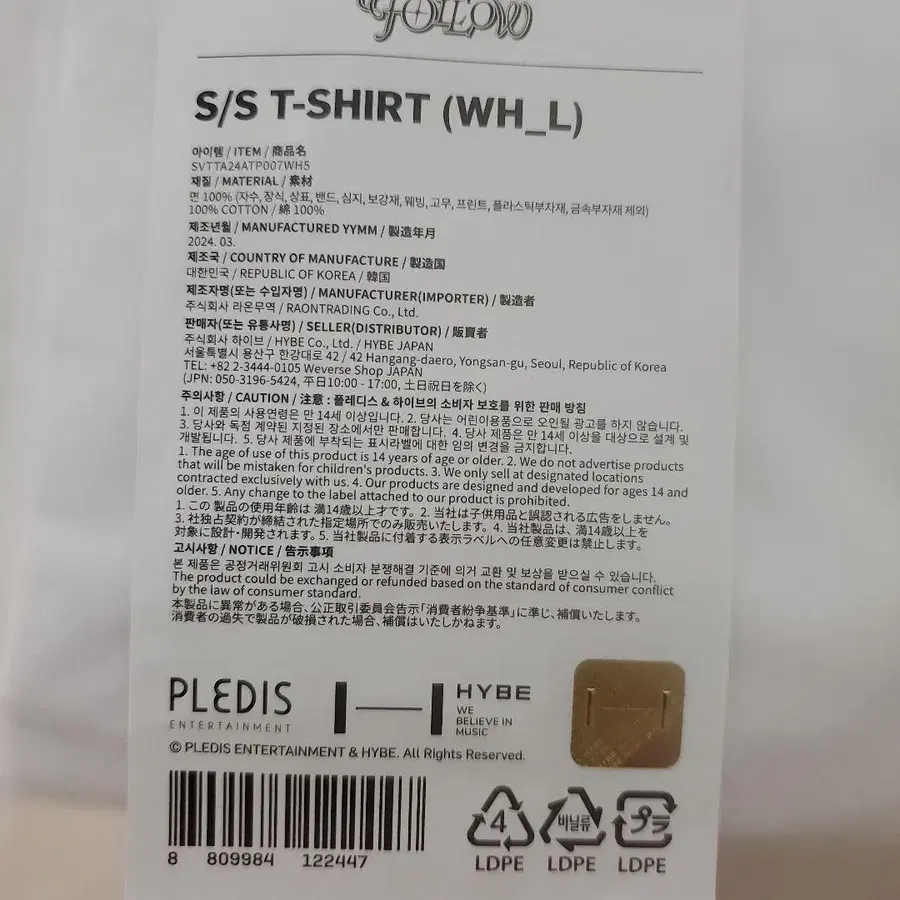 FOLLOW
S/S T-SHIRT (WH_L)
아이템 / ITEM / 商品名
SVTTA24ATP007WH5
재질 / MATERIAL / 素材
면 100% (자수, 장식, 상표, 밴드, 심지, 보강재, 웨빙, 고무, 프린트, 플라스틱부자재, 금속부자재 제외)
100% COTTON / 綿 100%
제조년월 / MANUFACTURED YYMM / 製造年月
2024. 03.
제조국 / COUNTRY OF MANUFACTURE / 製造国
대한민국 / REPUBLIC OF KOREA / 韓国
제조자명(또는 수입자명) / MANUFACTURER(IMPORTER) / 製造者
주식회사 라온무역 / RAONTRADING Co., Ltd.
판매자(또는 유통사명) / SELLER(DISTRIBUTOR) / 販賣者
주식회사 하이브 / HYBE Co., Ltd. / HYBE JAPAN
서울특별시 용산구 한강대로 42 / 42 Hangang-daero, Yongsan-gu, Seoul, Republic of Korea
TEL: +82 2-3444-0105 Weverse Shop JAPAN
(JPN: 050-3196-5424, 平日10:00 - 17:00, 土日祝日を除く)
주의사항 / CAUTION / 注意 : 플레디스 & 하이브의 소비자 보호를 위한 판매 방침
1. 이 제품의 사용연령은 만 14세 이상입니다. 2. 당사는 어린이용품으로 오인될 광고를 하지 않습니다.
3. 당사와 독점 계약된 지정된 장소에서만 판매합니다. 4. 당사 제품은 만 14세 이상을 대상으로 설계 및
개발됩니다. 5. 당사 제품에 부착되는 표시라벨에 대한 임의 변경을 금지합니다.
1. The age of use of this product is 14 years of age or older. 2. We do not advertise products
that will be mistaken for children's products. 3. We only sell at designated locations
contracted exclusively with us. 4. Our products are designed and developed for ages 14 and
older. 5. Any change to the label attached to our product is prohibited.
1. この 製品の使用年齢は 満14歳以上才です。2. 当社は子供用品と誤認される広告をしません。
3. 社独占契約が締結された指定場所でのみ販売いたします。4. 当社製品は、満14歳以上を
対象に設計・開発されます。5. 当社製品に付着する表示ラベルへの任意変更は禁止します。
고시사항 / NOTICE / 告示事項
본 제품은 공정거래위원회 고시 소비자 분쟁해결 기준에 의거 교환 및 보상을 받으실 수 있습니다.
The product could be exchanged or refunded based on the standard of consumer conflict
by the law of consumer standard.
本製品に異常がある場合、公正取引委員会告示「消費者紛争基準」に準じ、補償いたします。
消費者の過失で製品が破損された場合、補償はいたしかねます。
PLEDIS
ENTERTAINMENT
HYBE
WE
BELIEVE IN
MUSIC
© PLEDIS ENTERTAINMENT & HYBE. All Rights Reserved.
8 809984 122447
4
LDPE
비닐류
LDPE
プラ
LDPE